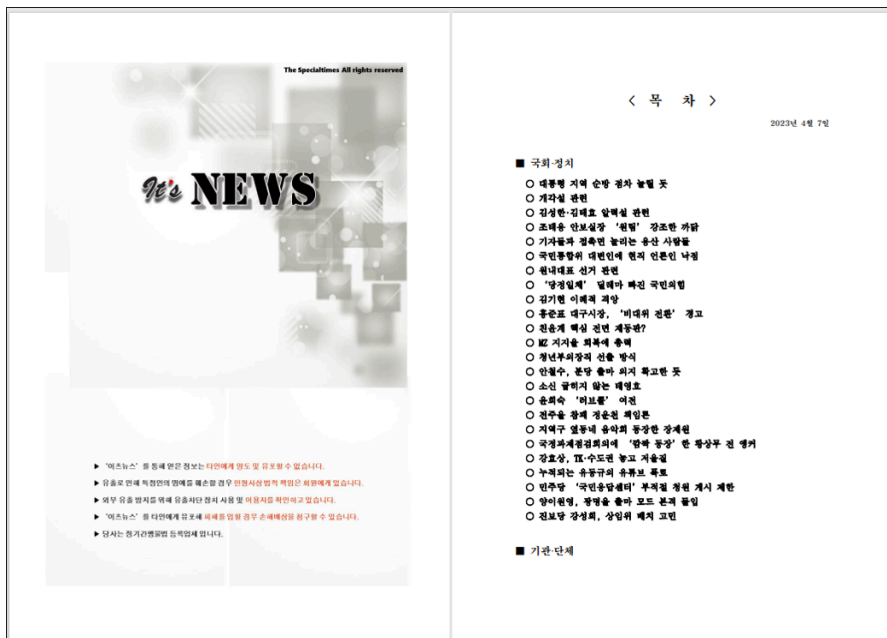 The Specialtimes All rights reserved
It's NEWS
▶ '이츠뉴스'를 통해 얻은 정보는 타인에게 양도 및 유포할 수 없습니다.
▶ 유출로 인해 특정인의 명예를 훼손할 경우 민형사상 법적 책임은 회원에게 있습니다.
▶ 외부 유출 방지를 위해 유출차단 장치 사용 및 이용자를 확인하고 있습니다.
▶ '이츠뉴스'를 타인에게 유포해 피해를 입힐 경우 손해배상을 청구할 수 있습니다.
▶ 당사는 정기간행물법 등록업체 입니다.
< 목 차 >
2023년 4월 7일
■ 국회·정치
○ 대통령 지역 순방 점차 늘릴 듯
○ 개각설 관련
○ 김성한·김태효 알력설 관련
○ 조태용 안보실장 '원팀' 강조한 까닭
○ 기자들과 접촉면 늘리는 용산 사람들
○ 국민통합위 대변인에 현직 언론인 낙점
○ 원내대표 선거 관련
○ '당정일체' 딜레마 빠진 국민의힘
○ 김기현 이례적 격앙
○ 홍준표 대구시장, '비대위 전환' 경고
○ 친윤계 핵심 전면 재등판?
○ MZ 지지율 회복에 총력
○ 청년부의장직 선출 방식
○ 안철수, 분당 출마 의지 확고한 듯
○ 소신 굽히지 않는 태영호
○ 윤희숙 '러브콜' 여전
○ 전주을 참패 정운천 책임론
○ 지역구 옆동네 음악회 등장한 장제원
○ 국정과제점검회의에 '깜짝 등장'한 황상무 전 앵커
○ 강효상, TK·수도권 놓고 저울질
○ 누적되는 유동규의 유튜브 폭로
○ 민주당 '국민응답센터' 부적절 청원 게시 제한
○ 양이원영, 광명을 출마 모드 본격 돌입
○ 진보당 강성희, 상임위 배치 고민
■ 기관·단체